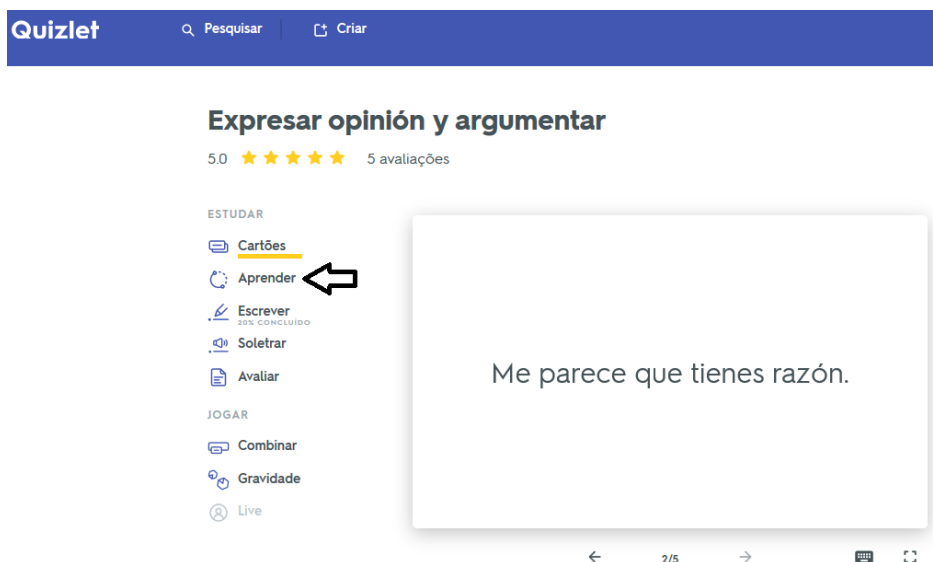 Quizlet Pesquisar Criar
Expresar opinión y argumentar
5.0 5 avaliações
ESTUDAR
Cartões
Aprender
Escrever
20% CONCLUÍDO
Soletrar
Avaliar
JOGAR
Combinar
Gravidade
Live
Me parece que tienes razón.
2/5